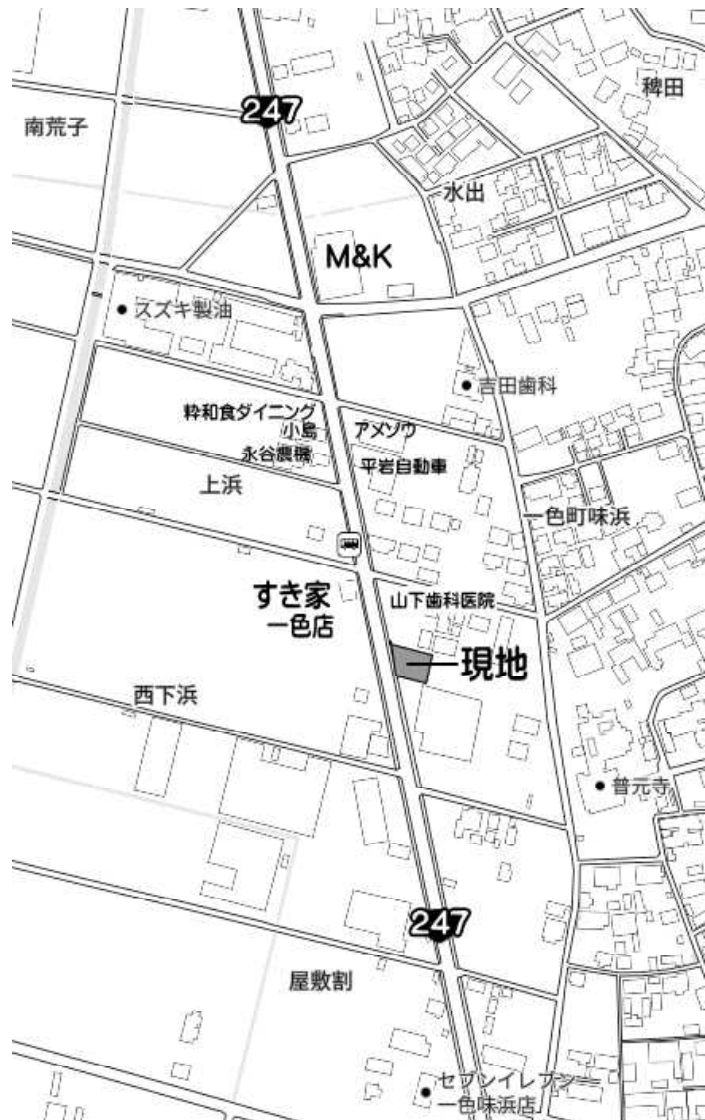 稗田
247
南荒子
水出
M&K
スズキ製油
吉田歯科
粋和食ダイニング
小島
アメソウ
永谷農機
平岩自動車
上浜
一色町味浜
すき家
一色店
山下歯科医院
現地
西下浜
普元寺
247
屋敷割
セブンイレブン
一色味浜店